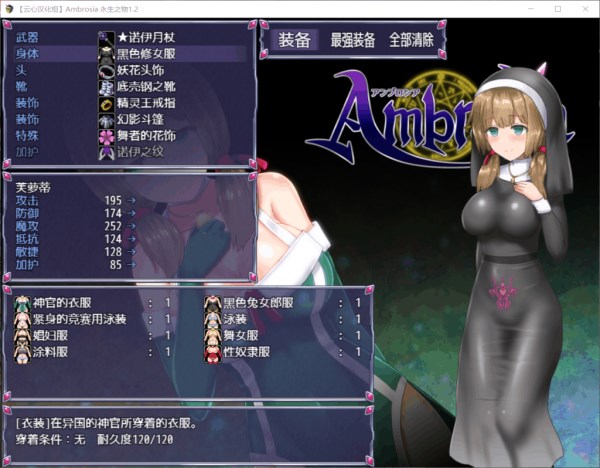 【云心汉化组】Ambrosia 永生之物1.2
武器 ★诺伊月杖
身体 黑色修女服
头 妖花头饰
靴 底壳钢之靴
装饰 精灵王戒指
装饰 幻影斗篷
特殊 舞者的花饰
加护 诺伊之纹
装备 最强装备 全部清除
アンブロシア
Ambrosia
芙萝蒂
攻击 195 →
防御 174 →
魔攻 252 →
抵抗 124 →
敏捷 128 →
加护 85 →
神官的衣服 : 1 黑色兔女郎服 : 1
紧身的竞赛用泳装 : 1 泳装 : 1
娼妇服 : 1 舞女服 : 1
涂料服 : 1 性奴隶服 : 1
[衣装]在异国的神官所穿着的衣服。
穿着条件：无 耐久度120/120